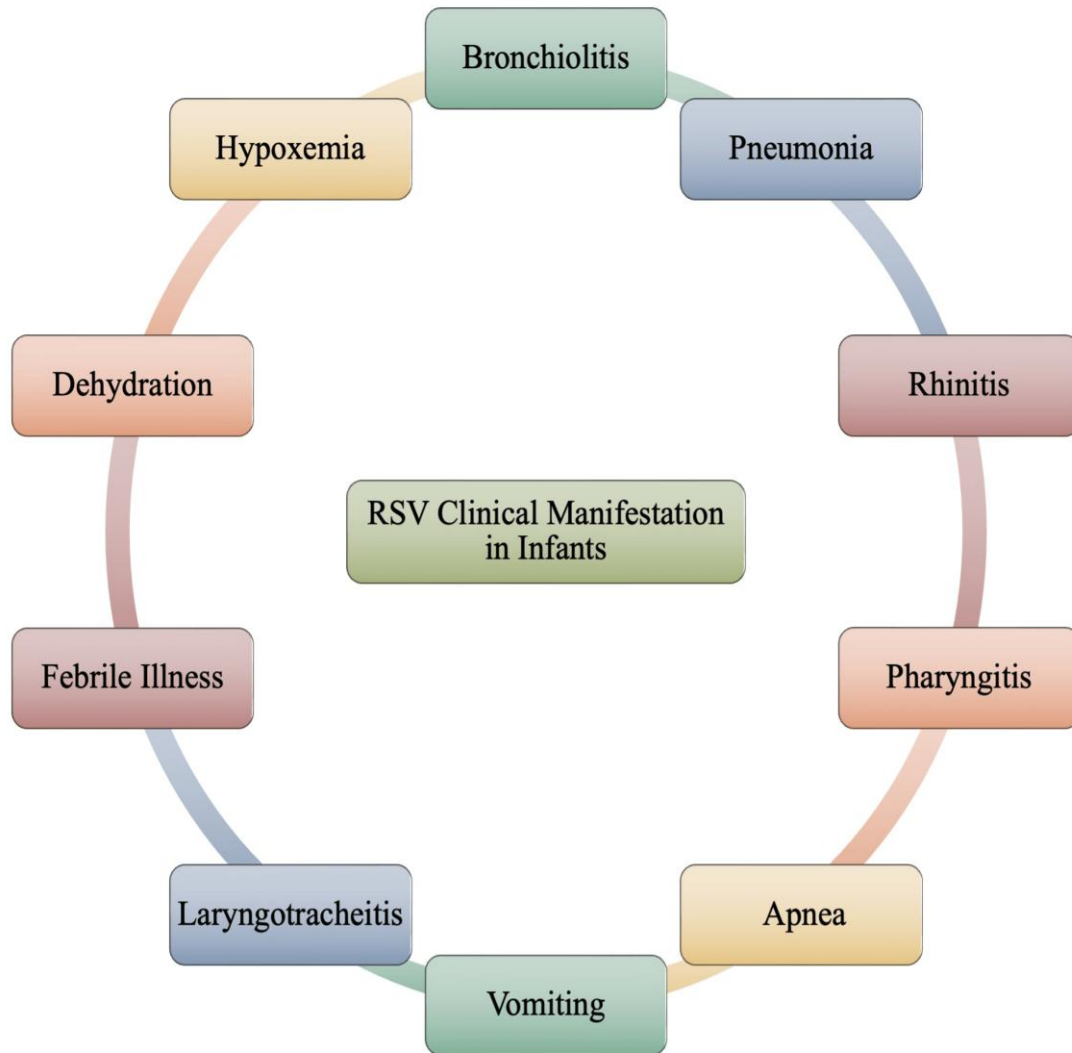 Bronchiolitis
Pneumonia
Rhinitis
Pharyngitis
Apnea
Vomiting
Laryngotracheitis
Febrile Illness
Dehydration
Hypoxemia
RSV Clinical Manifestation
in Infants